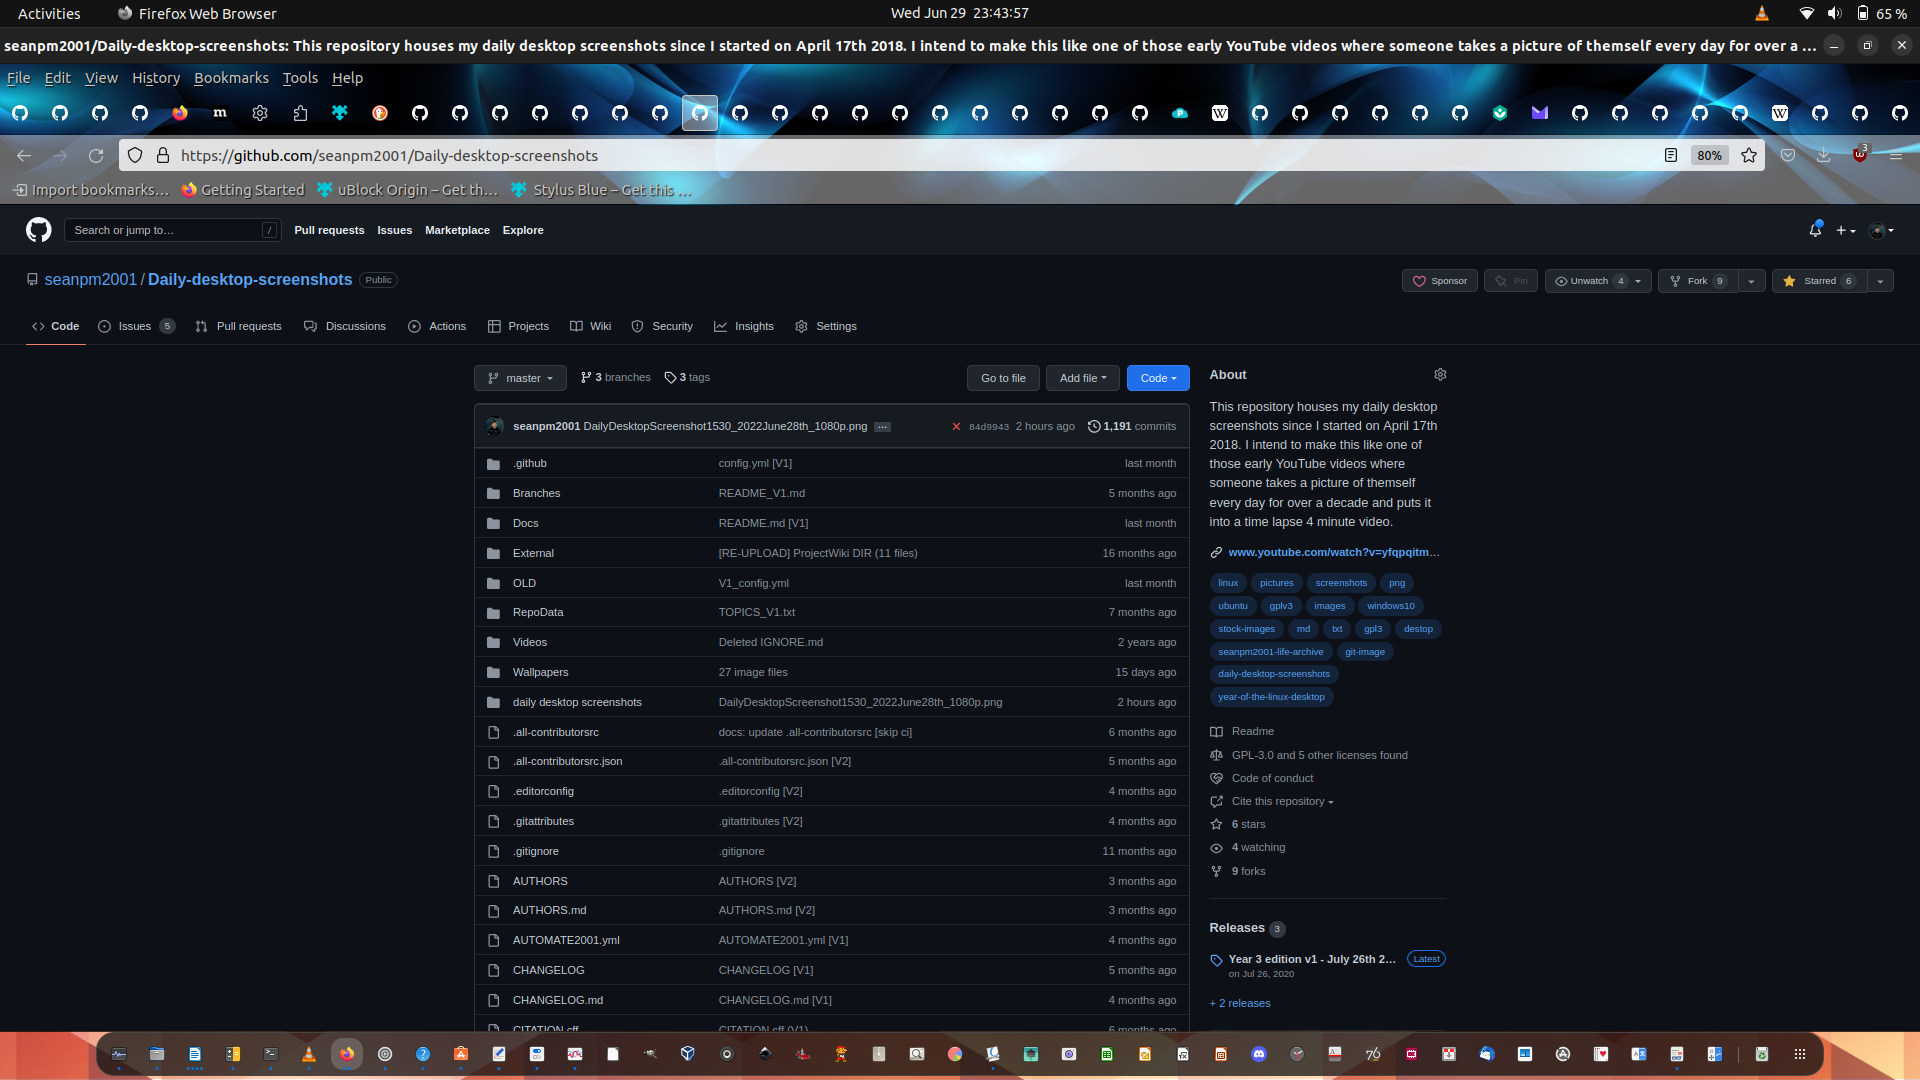 Activities
Firefox Web Browser
Wed Jun 29 23:43:57
65 %
seanpm2001/Daily-desktop-screenshots: This repository houses my daily desktop screenshots since I started on April 17th 2018. I intend to make this like one of those early YouTube videos where someone takes a picture of themself every day for over a ...
File Edit View History Bookmarks Tools Help
https://github.com/seanpm2001/Daily-desktop-screenshots
80%
3
Import bookmarks... Getting Started uBlock Origin – Get th... Stylus Blue – Get this ...
Search or jump to... /
Pull requests Issues Marketplace Explore
seanpm2001 / Daily-desktop-screenshots Public
Sponsor Pin Unwatch 4 Fork 9 Starred 6
Code Issues 5 Pull requests Discussions Actions Projects Wiki Security Insights Settings
master 3 branches 3 tags
Go to file Add file Code
seanpm2001 DailyDesktopScreenshot1530_2022June28th_1080p.png ... 84d9943 2 hours ago 1,191 commits
.github config.yml [V1] last month
Branches README_V1.md 5 months ago
Docs README.md [V1] last month
External [RE-UPLOAD] ProjectWiki DIR (11 files) 16 months ago
OLD V1_config.yml last month
RepoData TOPICS_V1.txt 7 months ago
Videos Deleted IGNORE.md 2 years ago
Wallpapers 27 image files 15 days ago
daily desktop screenshots DailyDesktopScreenshot1530_2022June28th_1080p.png 2 hours ago
.all-contributorsrc docs: update .all-contributorsrc [skip ci] 6 months ago
.all-contributorsrc.json .all-contributorsrc.json [V2] 5 months ago
.editorconfig .editorconfig [V2] 4 months ago
.gitattributes .gitattributes [V2] 4 months ago
.gitignore .gitignore 11 months ago
AUTHORS AUTHORS [V2] 3 months ago
AUTHORS.md AUTHORS.md [V2] 3 months ago
AUTOMATE2001.yml AUTOMATE2001.yml [V1] 4 months ago
CHANGELOG CHANGELOG [V1] 5 months ago
CHANGELOG.md CHANGELOG.md [V1] 4 months ago
CITATION.cff CITATION.cff (V1) 6 months ago
About
This repository houses my daily desktop
screenshots since I started on April 17th
2018. I intend to make this like one of
those early YouTube videos where
someone takes a picture of themself
every day for over a decade and puts it
into a time lapse 4 minute video.
www.youtube.com/watch?v=yfqpqitm...
linux pictures screenshots png
ubuntu gplv3 images windows10
stock-images md txt gpl3 destop
seanpm2001-life-archive git-image
daily-desktop-screenshots
year-of-the-linux-desktop
Readme
GPL-3.0 and 5 other licenses found
Code of conduct
Cite this repository
6 stars
4 watching
9 forks
Releases 3
Year 3 edition v1 - July 26th 2... Latest
on Jul 26, 2020
+ 2 releases